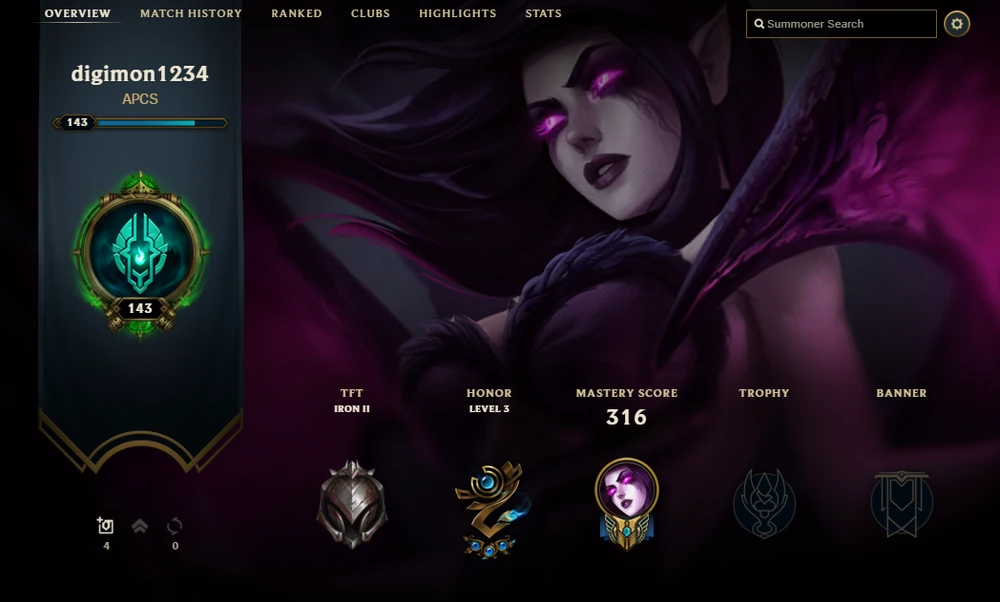 OVERVIEW MATCH HISTORY RANKED CLUBS HIGHLIGHTS STATS
Summoner Search
digimon1234
APCS
143
143
TFT HONOR MASTERY SCORE TROPHY BANNER
IRON II LEVEL 3 316
4 0